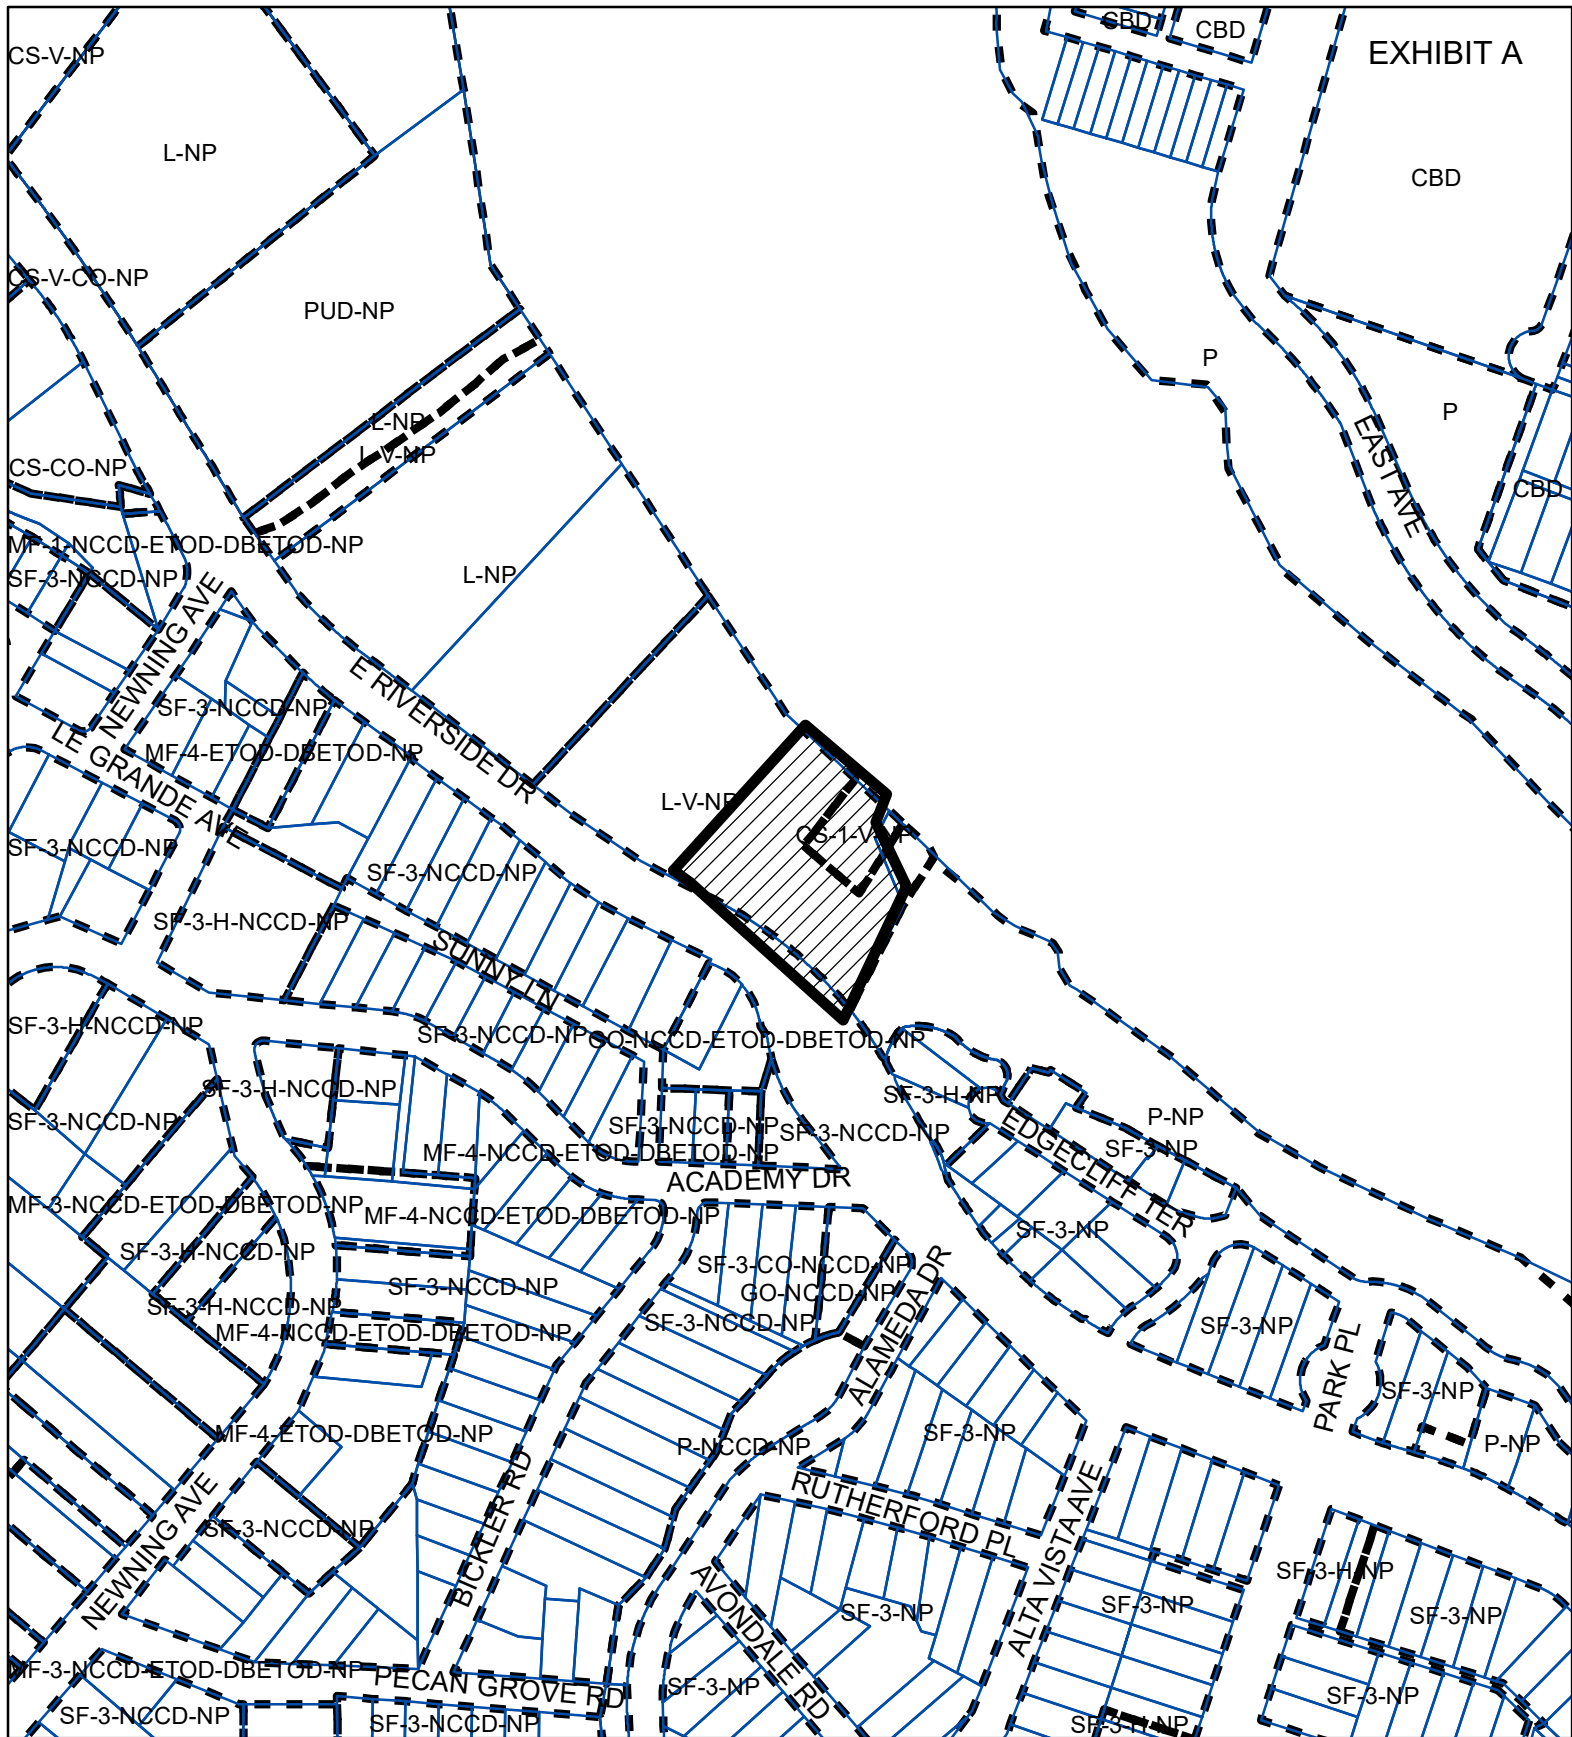 CBD
CBD
EXHIBIT A
CS-V-NP
L-NP
CBD
CS-V-CO-NP
PUD-NP
P
P
L-NP
L-V-NP
EAST AVE
CS-CO-NP
CBD
MF-1-NCCD-ETOD-DBETOD-NP
SF-3-NCCD-NP
L-NP
NEWNING AVE
E RIVERSIDE DR
SF-3-NCCD-NP
LE GRANDE AVE
MF-4-ETOD-DBETOD-NP
L-V-NP
CS-1-V-NP
SF-3-NCCD-NP
SF-3-NCCD-NP
SF-3-H-NCCD-NP
SUNNY LN
SF-3-H-NCCD-NP
SF-3-NCCD-NP
GO-NCCD-ETOD-DBETOD-NP
SF-3-H-NCCD-NP
SF-3-H-NP
SF-3-NCCD-NP
SF-3-NCCD-NP
SF-3-NCCD-NP
EDGECLIFF TER
P-NP
SF-3-NP
MF-4-NCCD-ETOD-DBETOD-NP
ACADEMY DR
MF-3-NCCD-ETOD-DBETOD-NP
MF-4-NCCD-ETOD-DBETOD-NP
SF-3-NP
SF-3-H-NCCD-NP
SF-3-CO-NCCD-NP
SF-3-NCCD-NP
GO-NCCD-NP
ALAMEDA DR
SF-3-H-NCCD-NP
MF-4-NCCD-ETOD-DBETOD-NP
SF-3-NCCD-NP
SF-3-NP
PARK PL
SF-3-NP
MF-4-ETOD-DBETOD-NP
P-NCCD-NP
SF-3-NP
P-NP
RUTHERFORD PL
NEWNING AVE
SF-3-NCCD-NP
BICKLER RD
ALTA VISTA AVE
SF-3-H-NP
AVONDALE RD
SF-3-NP
SF-3-NP
SF-3-NP
MF-3-NCCD-ETOD-DBETOD-NP
PECAN GROVE RD
SF-3-NP
SF-3-NP
SF-3-NCCD-NP
SF-3-NCCD-NP
SF-3-H-NP